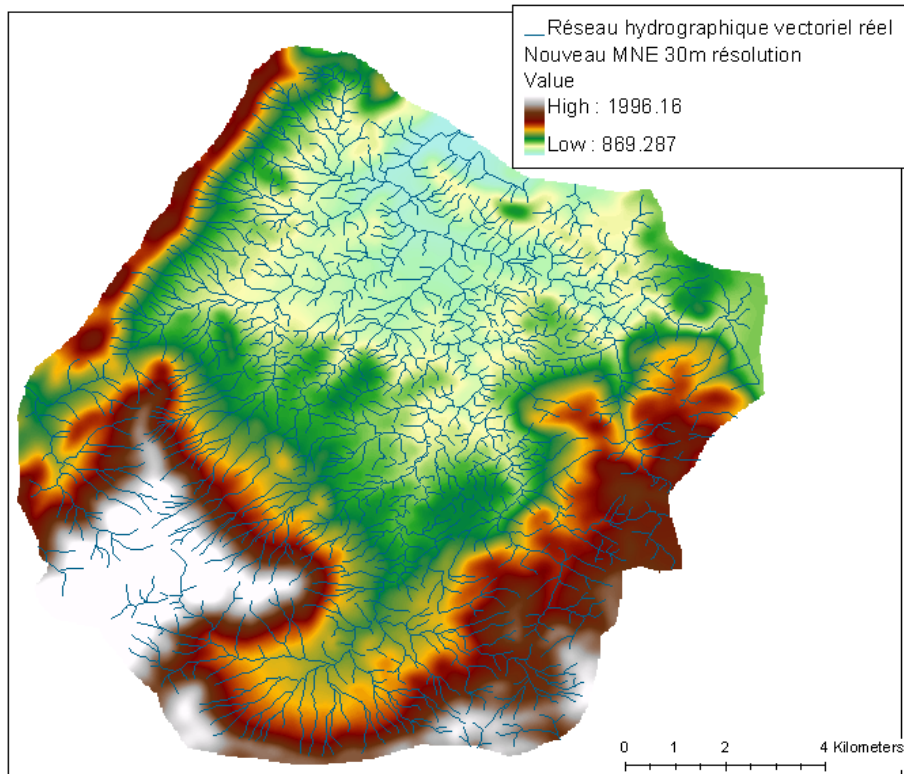 Réseau hydrographique vectoriel réel
Nouveau MNE 30m résolution
Value
High : 1996.16
Low : 869.287
0 1 2 4 Kilometers